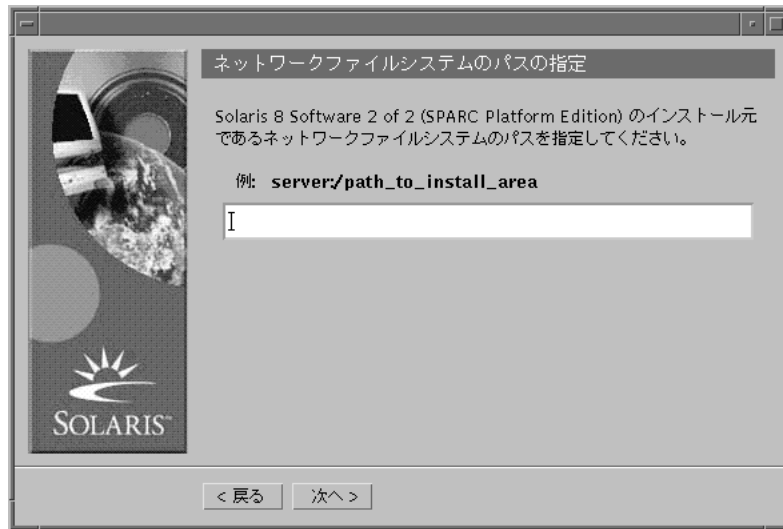 ネットワークファイルシステムのパスの指定
Solaris 8 Software 2 of 2 (SPARC Platform Edition) のインストール元
であるネットワークファイルシステムのパスを指定してください。
例: server:/path_to_install_area
SOLARIS™
< 戻る 次へ >